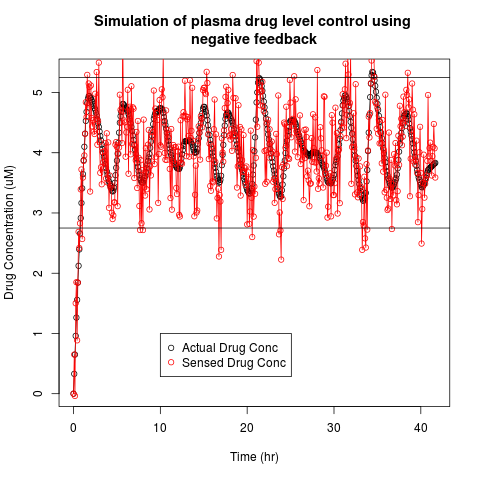 Simulation of plasma drug level control using
negative feedback
Drug Concentration (uM)
5
4
3
2
1
0
Actual Drug Conc
Sensed Drug Conc
0 10 20 30 40
Time (hr)